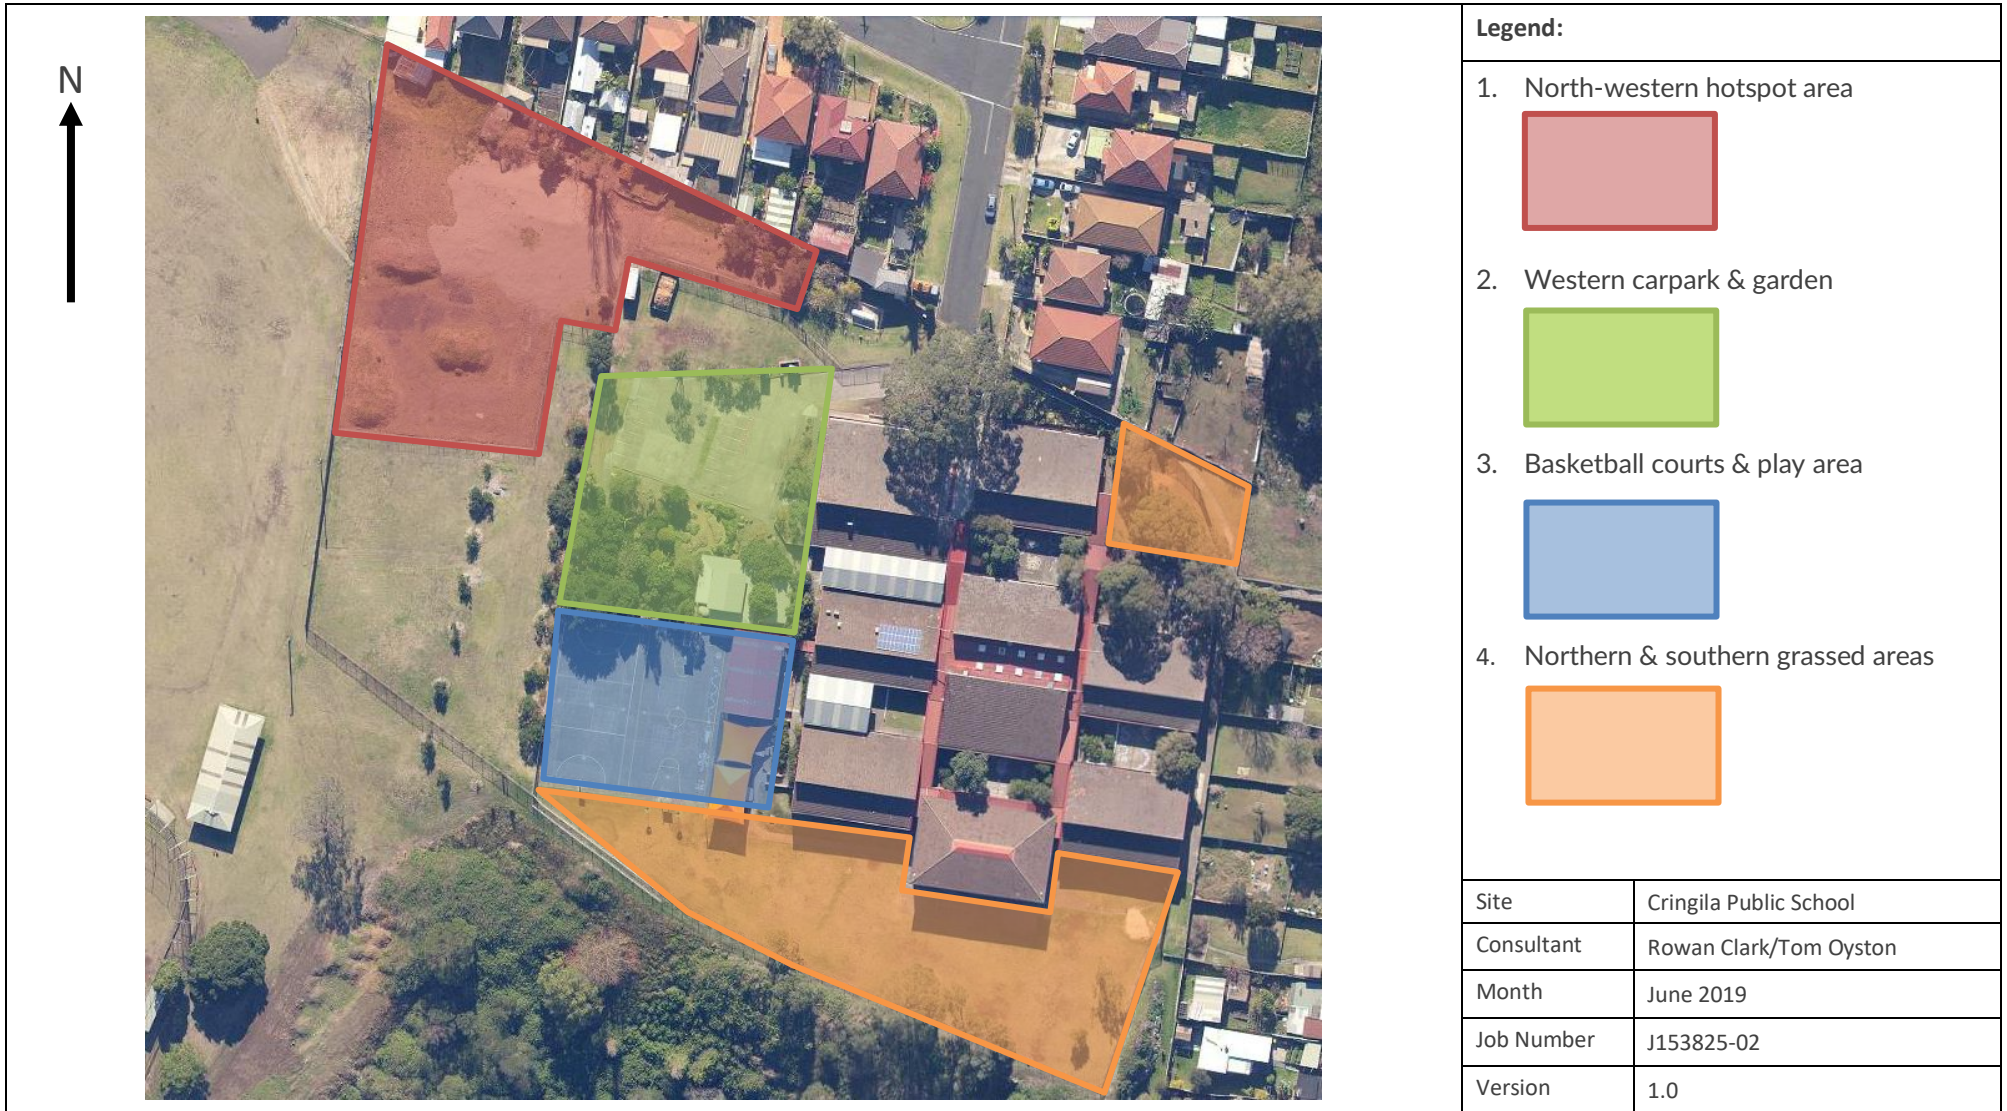 N
Legend:
1. North-western hotspot area
2. Western carpark & garden
3. Basketball courts & play area
4. Northern & southern grassed areas
Site Cringila Public School
Consultant Rowan Clark/Tom Oyston
Month June 2019
Job Number J153825-02
Version 1.0